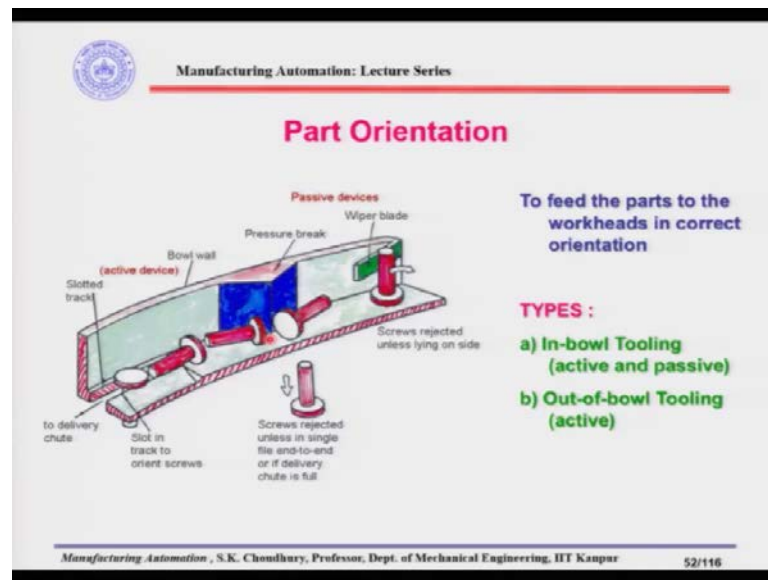 Manufacturing Automation: Lecture Series
Part Orientation
Passive devices
Wiper blade
Pressure break
Bowl wall
(active device)
Slotted
track
Screws rejected
unless lying on side
to delivery
chute
Slot in
track to
orient screws
Screws rejected
unless in single
file end-to-end
or if delivery
chute is full
To feed the parts to the
workheads in correct
orientation
TYPES :
a) In-bowl Tooling
(active and passive)
b) Out-of-bowl Tooling
(active)
Manufacturing Automation , S.K. Choudhury, Professor, Dept. of Mechanical Engineering, IIT Kanpur
52/116